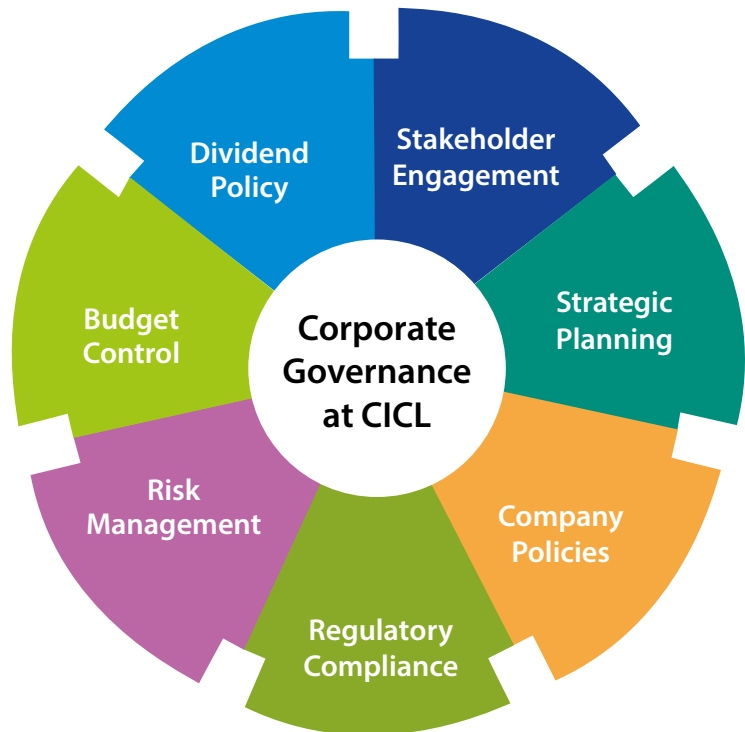 Dividend
Policy
Stakeholder
Engagement
Strategic
Planning
Company
Policies
Regulatory
Compliance
Risk
Management
Budget
Control
Corporate
Governance
at CICL